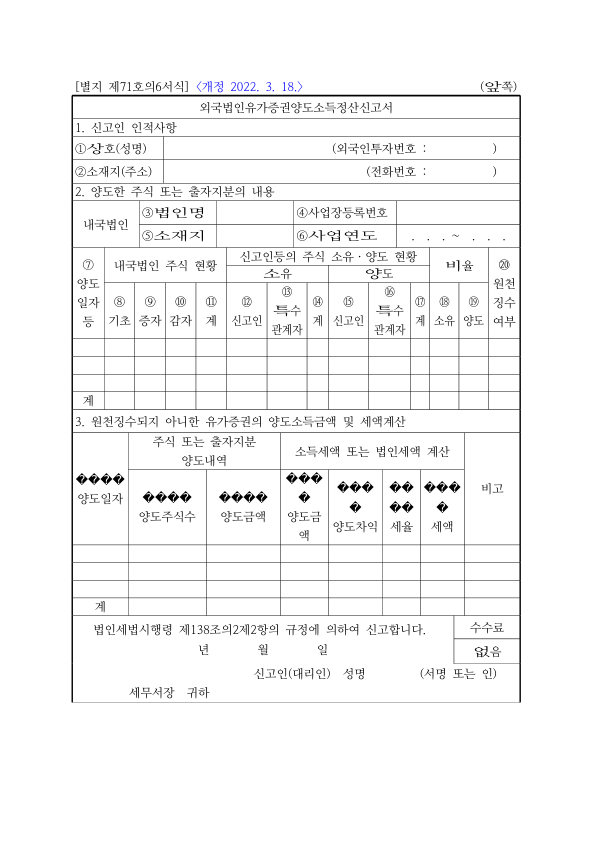 [별지 제71호의6서식] <개정 2022. 3. 18.> (앞쪽)
외국법인유가증권양도소득정산신고서
1. 신고인 인적사항
①상호(성명) (외국인투자번호 : )
②소재지(주소) (전화번호 : )
2. 양도한 주식 또는 출자지분의 내용
내국법인 ③법인명 ④사업장등록번호
⑤소재지 ⑥사업연도 . . . ~ . . .
⑦ 양도 일자 등
내국법인 주식 현황
신고인등의 주식 소유ㆍ양도 현황
비율
⑳ 원천 징수 여부
소유 양도
⑧ 기초
⑨ 증자
⑩ 감자
⑪ 계
⑫ 신고인
⑬ 특수 관계자
⑭ 계
⑮ 신고인
⑯ 특수 관계자
⑰ 계
⑱ 소유
⑲ 양도
계
3. 원천징수되지 아니한 유가증권의 양도소득금액 및 세액계산
���� 양도일자
주식 또는 출자지분
양도내역
소득세액 또는 법인세액 계산
비고
���� 양도주식수
���� 양도금액
���� 양도금액
���� 양도차익
���� 세율
���� 세액
계
법인세법시행령 제138조의2제2항의 규정에 의하여 신고합니다.
수수료
년 월 일
없음
신고인(대리인) 성명 (서명 또는 인)
세무서장 귀하